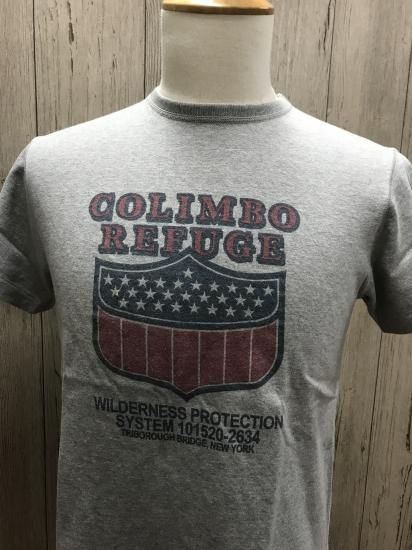 COLIMBO
REFUGE
WILDERNESS PROTECTION
SYSTEM 101520-2634
TRIBOROUGH BRIDGE, NEW YORK